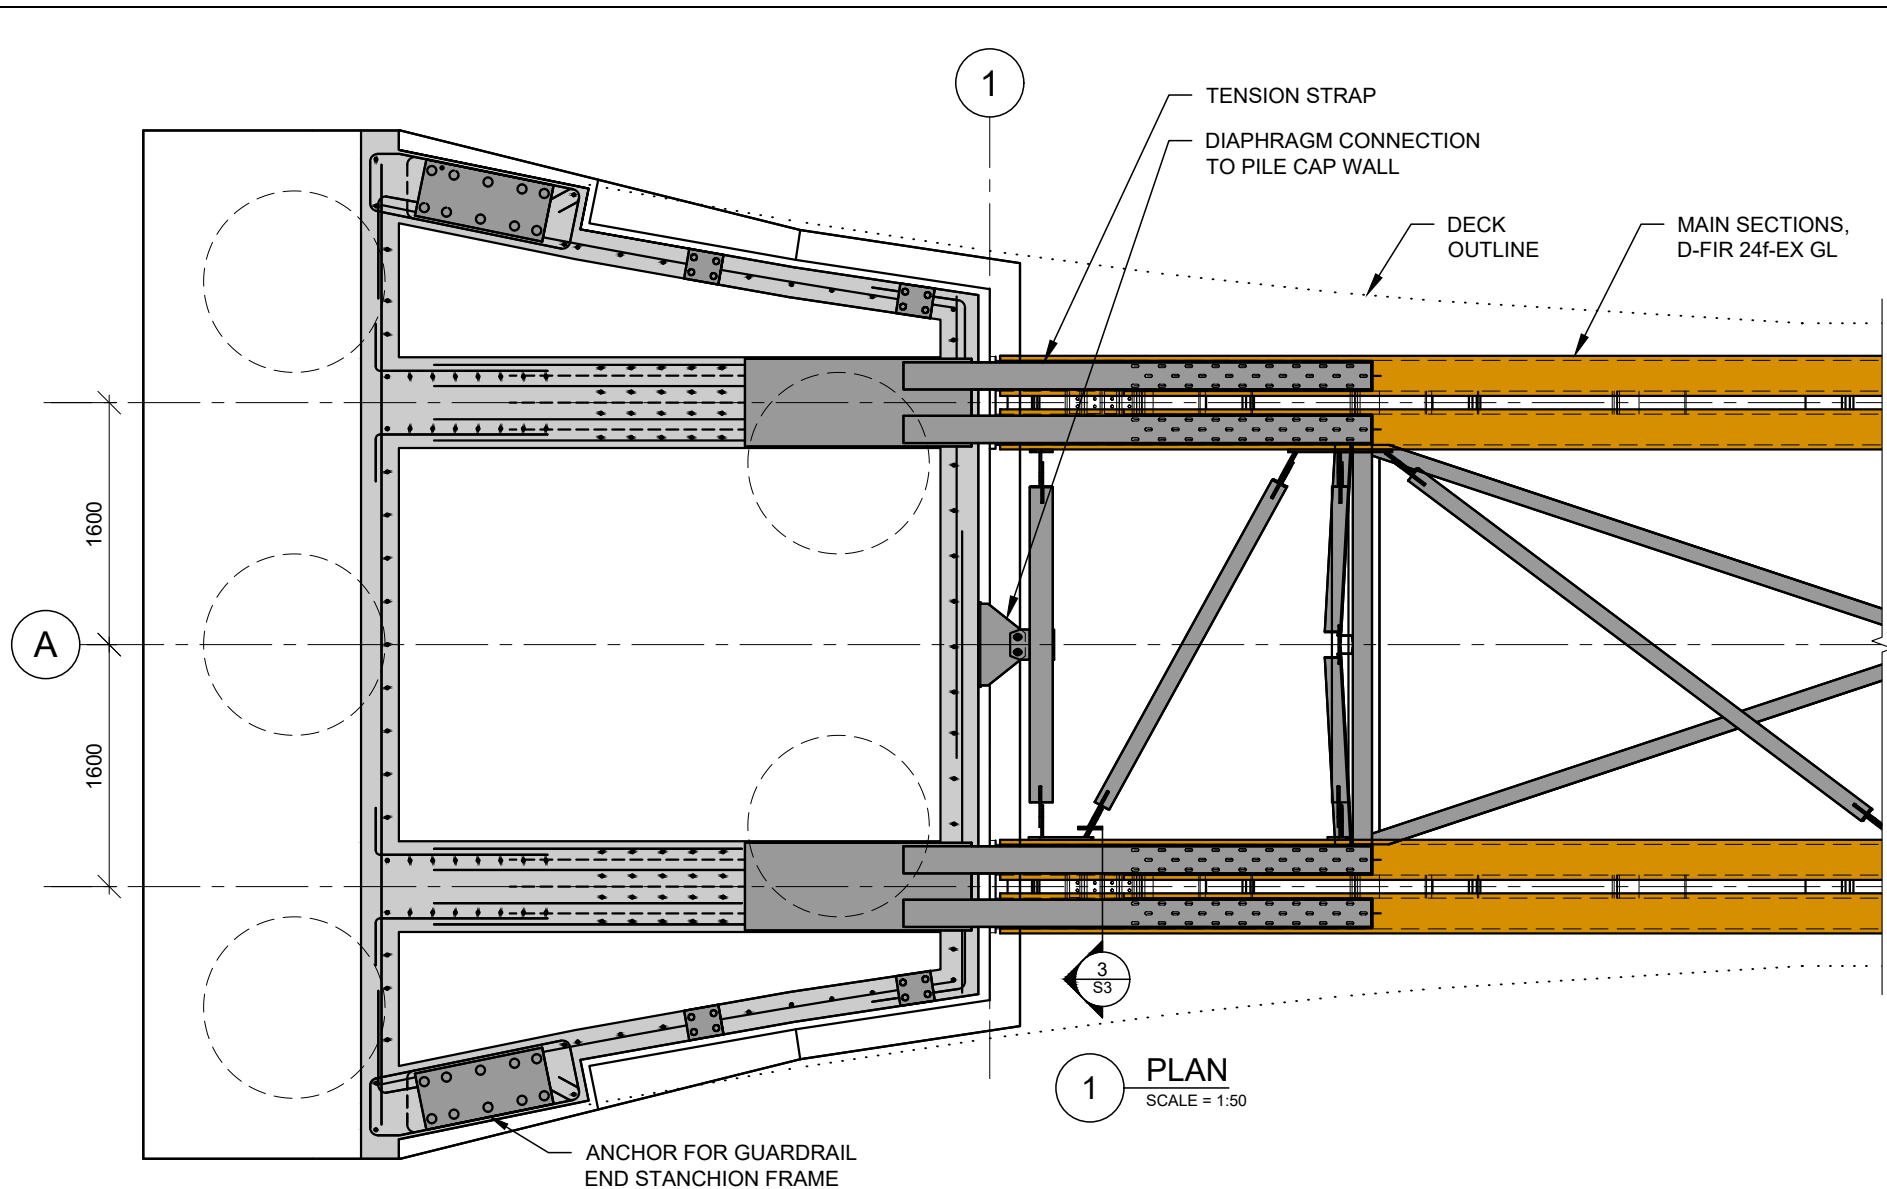 1
TENSION STRAP
DIAPHRAGM CONNECTION
TO PILE CAP WALL
DECK
OUTLINE
MAIN SECTIONS,
D-FIR 24f-EX GL
1600
A
1600
3
S3
1
PLAN
SCALE = 1:50
ANCHOR FOR GUARDRAIL
END STANCHION FRAME